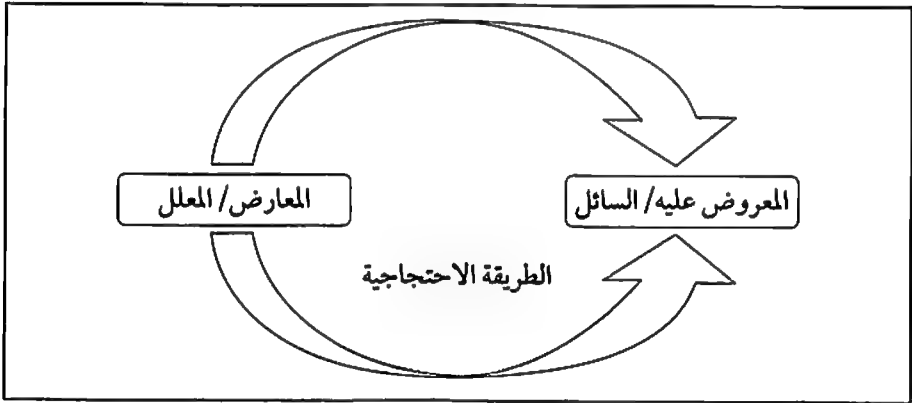 المعروض عليه/ السائل
المعارض/ المعلل
الطريقة الاحتجاجية